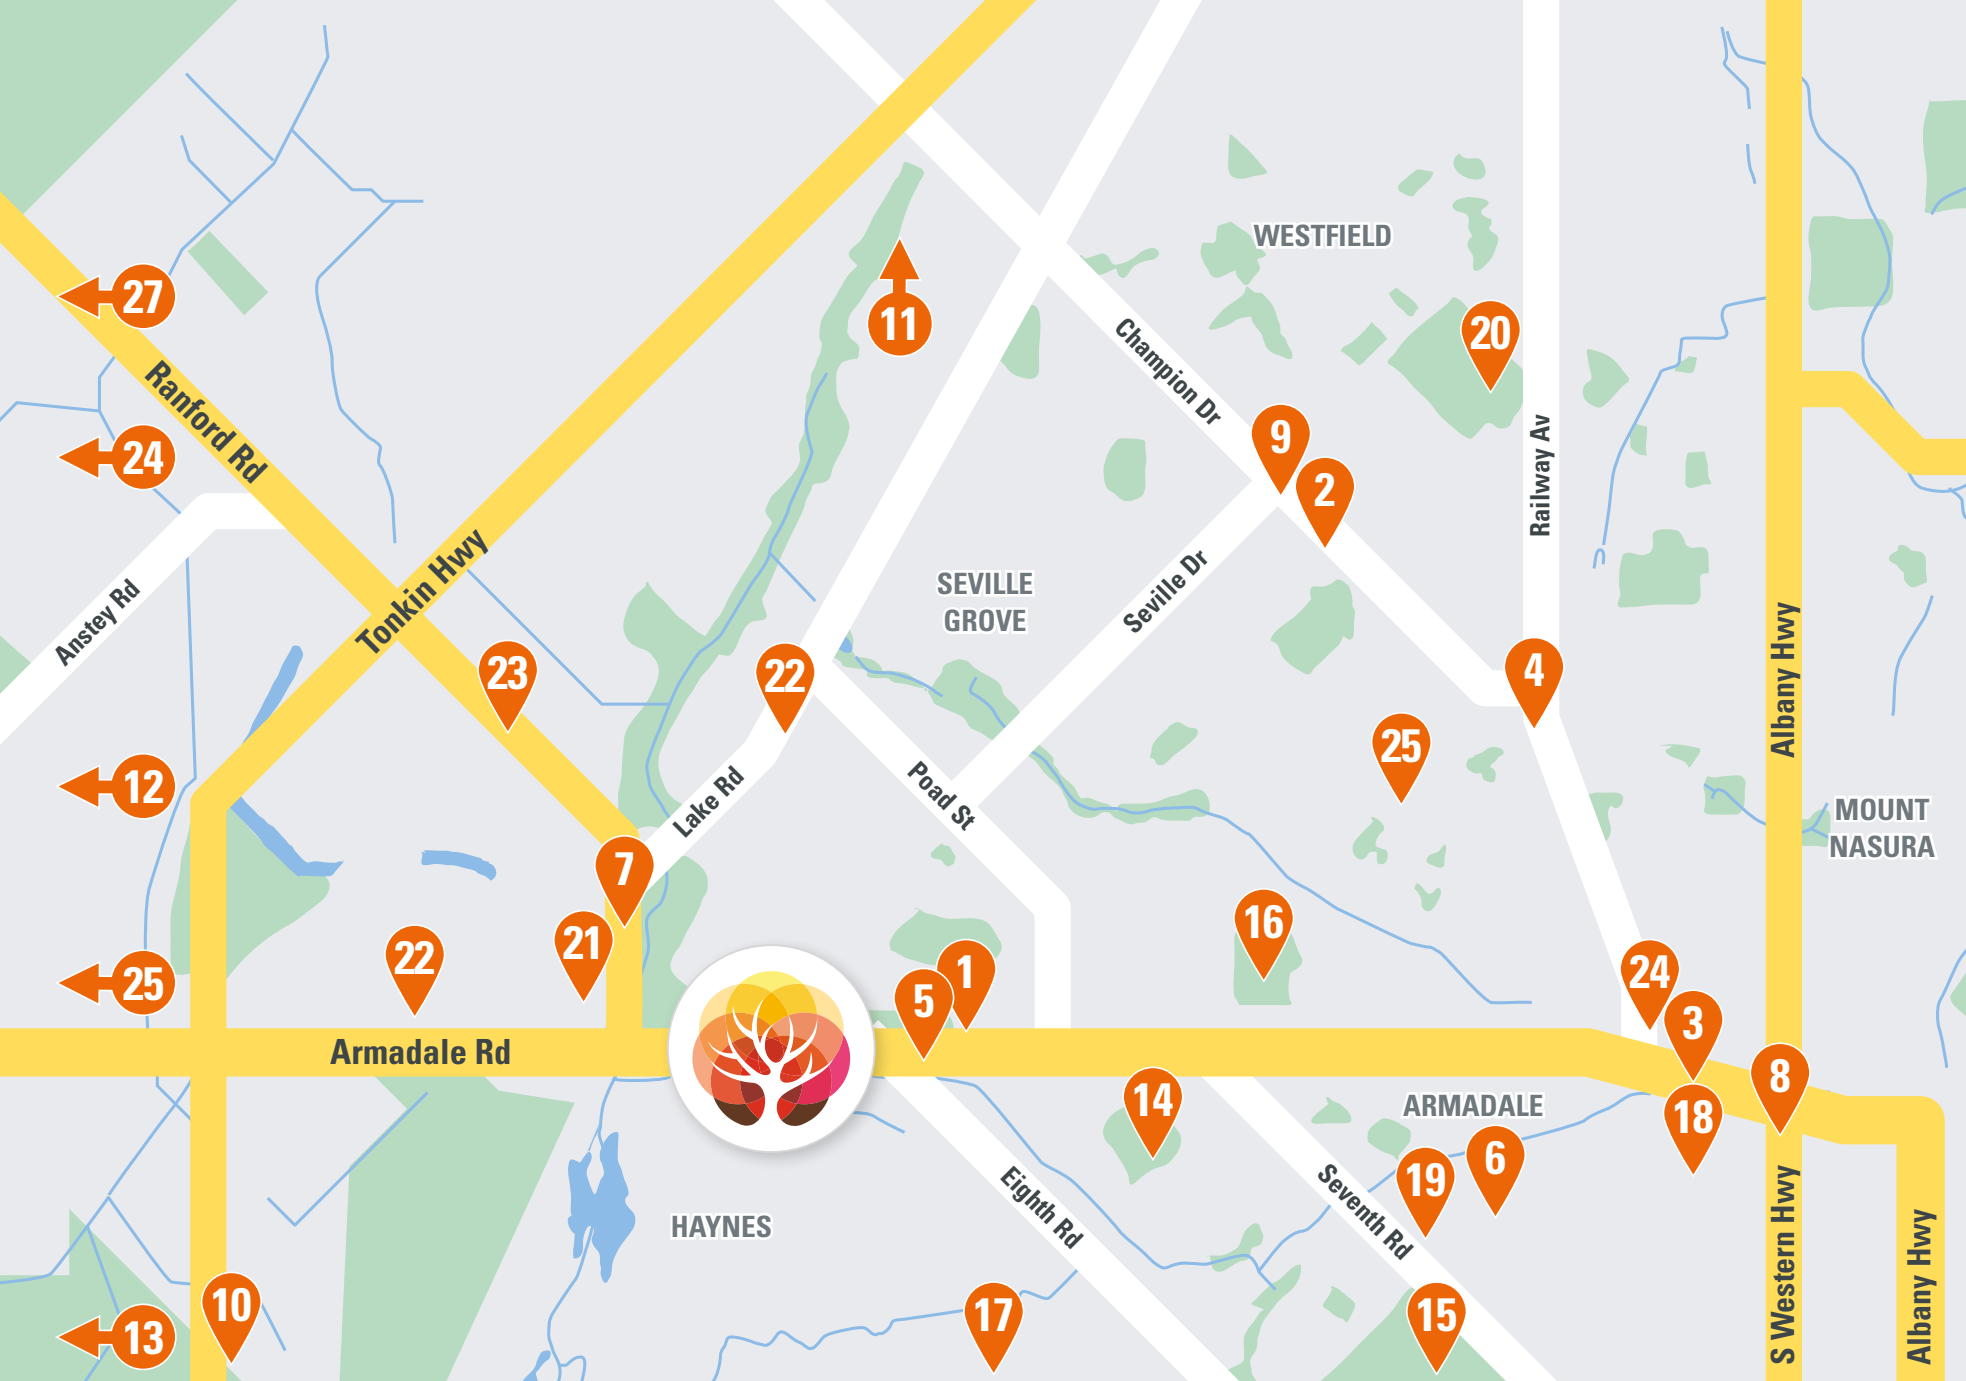 WESTFIELD
27
11
20
Champion Dr
Ranford Rd
24
9
2
Railway Av
Tonkin Hwy
Anstey Rd
SEVILLE
GROVE
Seville Dr
23
22
4
Albany Hwy
25
12
Lake Rd
Poad St
MOUNT
NASURA
7
16
21
22
25
1
5
24
3
Armadale Rd
8
14
ARMADALE
18
6
19
HAYNES
Eighth Rd
Seventh Rd
S Western Hwy
Albany Hwy
10
13
17
15